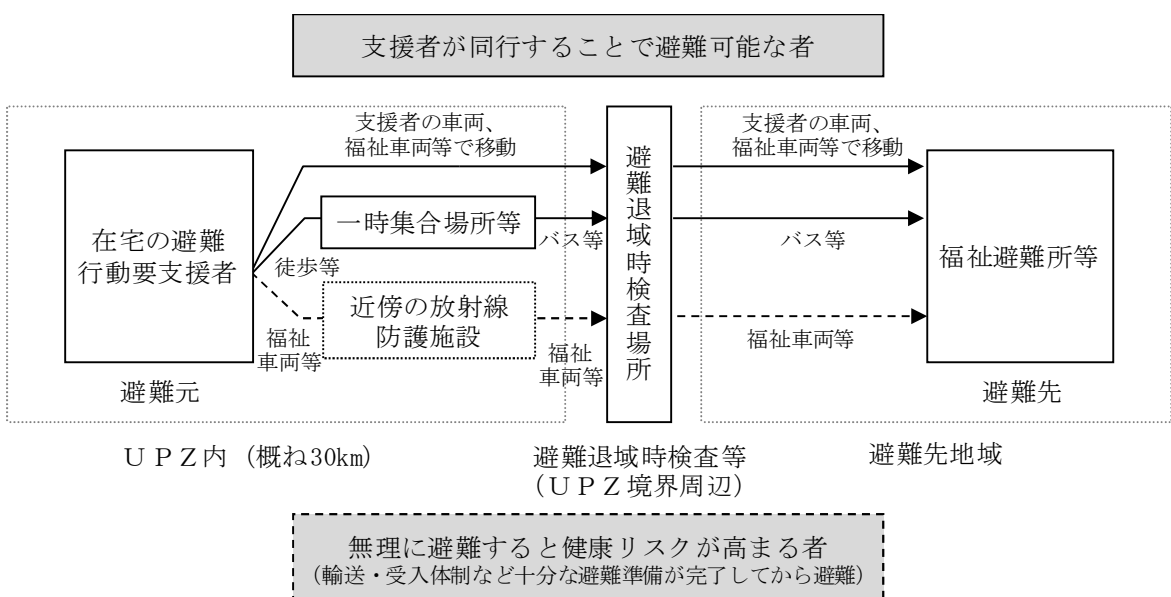 支援者が同行することで避難可能な者
支援者の車両、
福祉車両等で移動
支援者の車両、
福祉車両等で移動
在宅の避難
行動要支援者
一時集合場所等
徒歩等
バス等
近傍の放射線
防護施設
福祉
車両等
福祉
車両等
避難退域時検査場所
バス等
福祉車両等
福祉避難所等
避難元
避難先
UPZ内（概ね30km）
避難退域時検査等
（UPZ境界周辺）
避難先地域
無理に避難すると健康リスクが高まる者
（輸送・受入体制など十分な避難準備が完了してから避難）